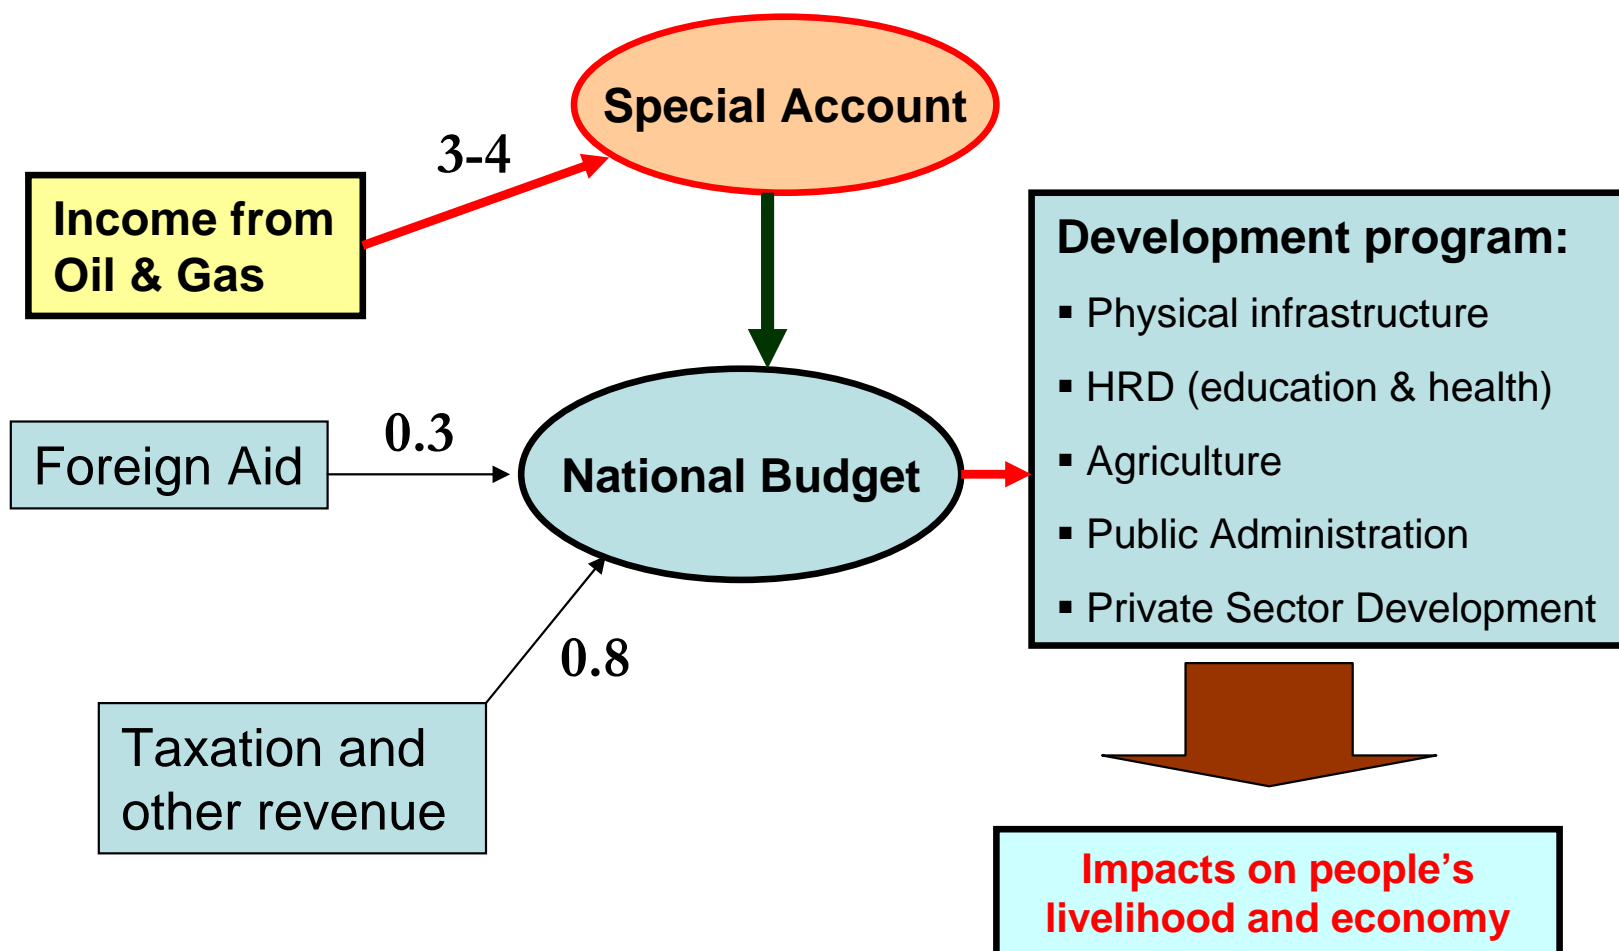 Special Account
3-4
Income from
Oil & Gas
Development program:
▪ Physical infrastructure
▪ HRD (education & health)
▪ Agriculture
▪ Public Administration
▪ Private Sector Development
Foreign Aid
0.3
National Budget
0.8
Taxation and
other revenue
Impacts on people’s
livelihood and economy